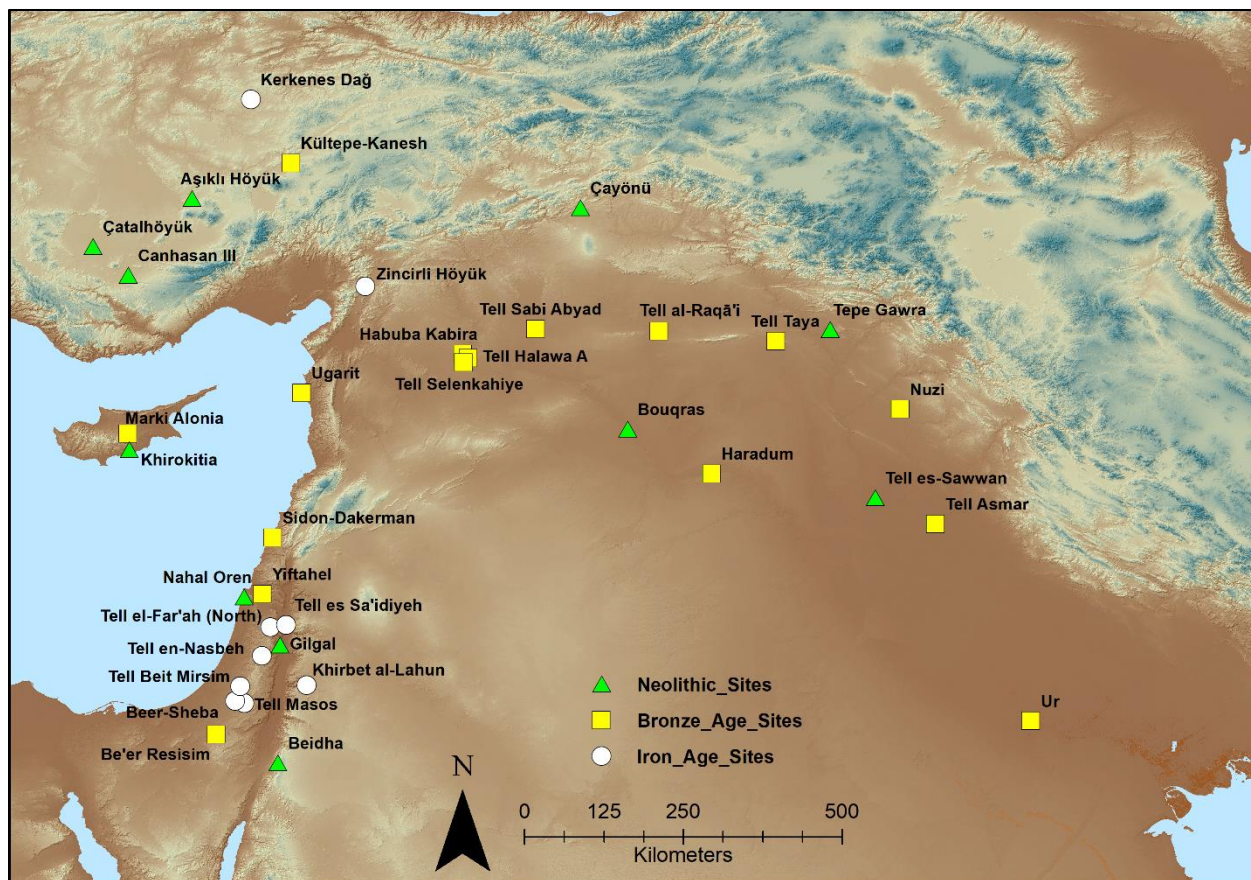 Kerkenes Dağ
Kültepe-Kanesh
Aşıklı Höyük
Çayönü
Çatalhöyük
Canhasan III
Zincirli Höyük
Tell Sabi Abyad
Tell al-Raqā'i
Tepe Gawra
Tell Taya
Habuba Kabira
Tell Halawa A
Tell Selenkahiye
Ugarit
Nuzi
Bouqras
Marki Alonia
Khirokitia
Haradum
Tell es-Sawwan
Tell Asmar
Sidon-Dakerman
Nahal Oren
Yiftahel
Tell el-Far'ah (North)
Tell es Sa'idiyeh
Tell en-Nasbeh
Gilgal
Tell Beit Mirsim
Khirbet al-Lahun
Beer-Sheba
Tell Masos
Be'er Resisim
Beidha
Ur
Neolithic_Sites
Bronze_Age_Sites
Iron_Age_Sites
N
0 125 250 500
Kilometers